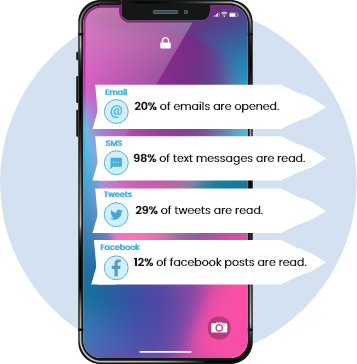 Email
20% of emails are opened.
SMS
98% of text messages are read.
Tweets
29% of tweets are read.
Facebook
12% of facebook posts are read.